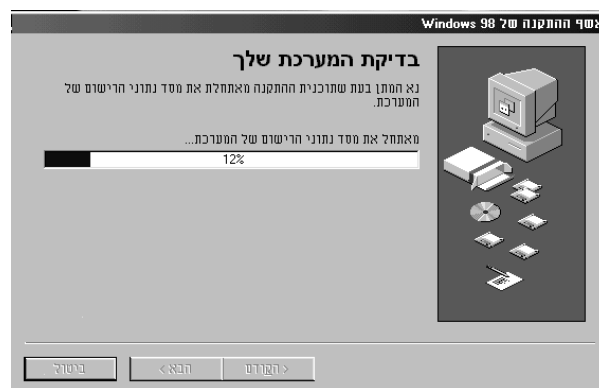 אשף ההתקנה של Windows 98
בדיקת המערכת שלך
נא המתן בעת שתוכנית ההתקנה מאתחלת את מסד נתוני הרישום של
המערכת.
מאתחל את מסד נתוני הרישום של המערכת...
12%
< הקודם
הבא >
ביטול